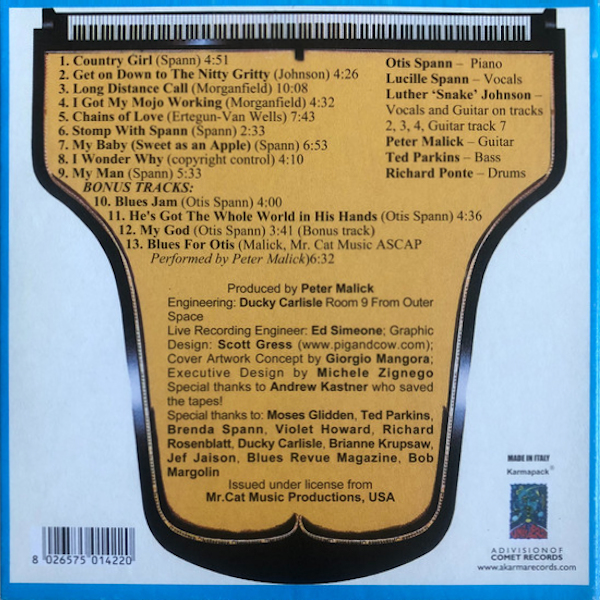 1. Country Girl (Spann) 4:51
2. Get on Down to The Nitty Gritty (Johnson) 4:26
3. Long Distance Call (Morganfield) 10:08
4. I Got My Mojo Working (Morganfield) 4:32
5. Chains of Love (Ertegun-Van Wells) 7:43
6. Stomp With Spann (Spann) 2:33
7. My Baby (Sweet as an Apple) (Spann) 6:53
8. I Wonder Why (copyright control) 4:10
9. My Man (Spann) 5:33
BONUS TRACKS:
10. Blues Jam (Otis Spann) 4:00
11. He's Got The Whole World in His Hands (Otis Spann) 4:36
12. My God (Otis Spann) 3:41 (Bonus track)
13. Blues For Otis (Malick, Mr. Cat Music ASCAP
Performed by Peter Malick)6:32
Otis Spann – Piano
Lucille Spann – Vocals
Luther ‘Snake’ Johnson –
Vocals and Guitar on tracks
2, 3, 4, Guitar track 7
Peter Malick – Guitar
Ted Parkins – Bass
Richard Ponte – Drums
Produced by Peter Malick
Engineering: Ducky Carlisle Room 9 From Outer
Space
Live Recording Engineer: Ed Simeone; Graphic
Design: Scott Gress (www.pigandcow.com);
Cover Artwork Concept by Giorgio Mangora;
Executive Design by Michele Zignego
Special thanks to Andrew Kastner who saved
the tapes!
Special thanks to: Moses Glidden, Ted Parkins,
Brenda Spann, Violet Howard, Richard
Rosenblatt, Ducky Carlisle, Brianne Krupsaw,
Jef Jaison, Blues Revue Magazine, Bob
Margolin
Issued under license from
Mr.Cat Music Productions, USA
8 026575 014220
MADE IN ITALY
Karmapack®
A DIVISION OF
COMET RECORDS
www.akarmarecords.com